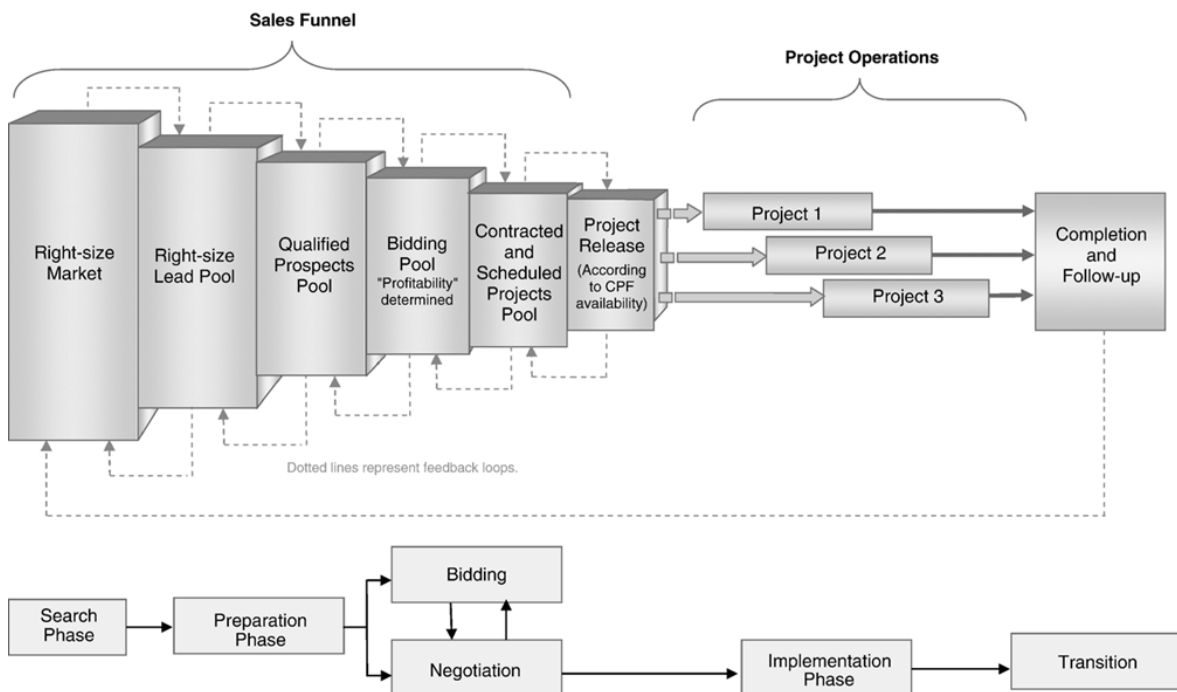 Sales Funnel
Project Operations
Right-size
Market
Right-size
Lead Pool
Qualified
Prospects
Pool
Bidding
Pool
"Profitability"
determined
Contracted
and
Scheduled
Projects
Pool
Project
Release
(According
to CPF
availability)
Project 1
Project 2
Project 3
Completion
and
Follow-up
Dotted lines represent feedback loops.
Search
Phase
Preparation
Phase
Bidding
Negotiation
Implementation
Phase
Transition